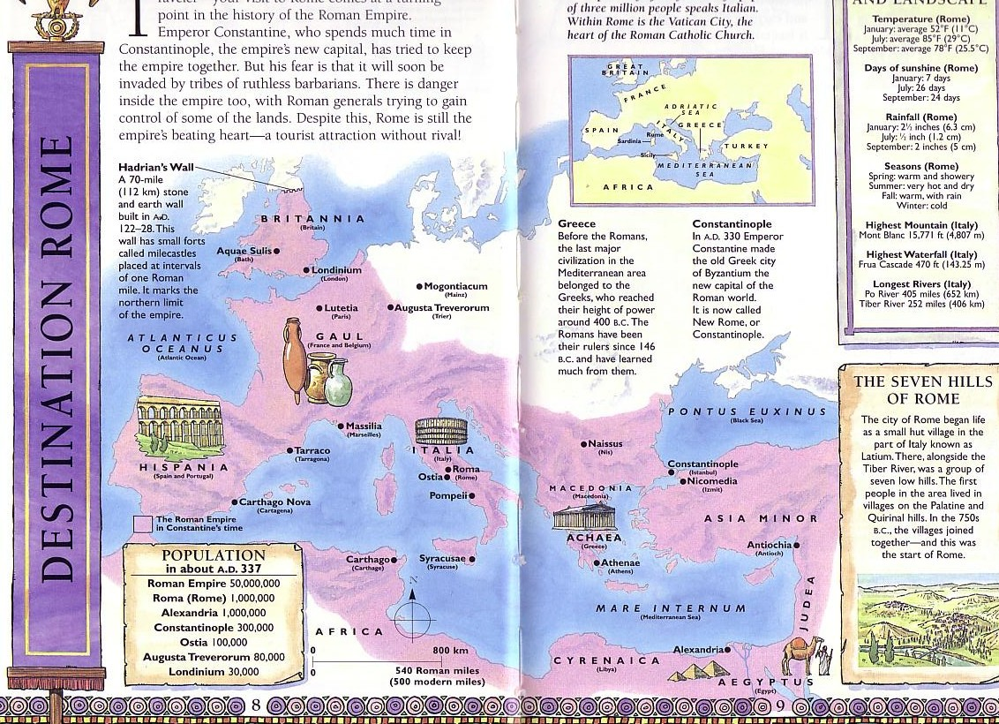 DESTINATION ROME
your visit to Rome comes at a turning
point in the history of the Roman Empire.
Emperor Constantine, who spends much time in
Constantinople, the empire's new capital, has tried to keep
the empire together. But his fear is that it will soon be
invaded by tribes of ruthless barbarians. There is danger
inside the empire too, with Roman generals trying to gain
control of some of the lands. Despite this, Rome is still the
empire's beating heart—a tourist attraction without rival!
Hadrian's Wall
A 70-mile
(112 km) stone
and earth wall
built in A.D.
122–28. This
wall has small forts
called milecastles
placed at intervals
of one Roman
mile. It marks the
northern limit
of the empire.
BRITANNIA
(Britain)
Aquae Sulis
(Bath)
Londinium
(London)
Mogontiacum
(Mainz)
Lutetia
(Paris)
Augusta Treverorum
(Trier)
ATLANTICUS
OCEANUS
(Atlantic Ocean)
GAUL
(France and Belgium)
Massilia
(Marseilles)
Tarraco
(Tarragona)
HISPANIA
(Spain and Portugal)
ITALIA
(Italy)
Roma
(Rome)
Ostia
Pompeii
Carthago Nova
(Cartagena)
The Roman Empire
in Constantine's time
POPULATION
in about A.D. 337
Roman Empire 50,000,000
Roma (Rome) 1,000,000
Alexandria 1,000,000
Constantinople 300,000
Ostia 100,000
Augusta Treverorum 80,000
Londinium 30,000
Carthago
(Carthage)
Syracusae
(Syracuse)
N
AFRICA
0 800 km
0 540 Roman miles
(500 modern miles)
8
of three million people speaks Italian.
Within Rome is the Vatican City, the
heart of the Roman Catholic Church.
GREAT
BRITAIN
FRANCE
ADRIATIC
SEA
SPAIN
ITALY
GREECE
Rome
Sardinia
TURKEY
Sicily
MEDITERRANEAN
SEA
AFRICA
Greece
Before the Romans,
the last major
civilization in the
Mediterranean area
belonged to the
Greeks, who reached
their height of power
around 400 B.C. The
Romans have been
their rulers since 146
B.C. and have learned
much from them.
Constantinople
In A.D. 330 Emperor
Constantine made
the old Greek city
of Byzantium the
new capital of the
Roman world.
It is now called
New Rome, or
Constantinople.
PONTUS EUXINUS
(Black Sea)
Naissus
(Nis)
Constantinople
(Istanbul)
Nicomedia
(Izmit)
MACEDONIA
(Macedonia)
ASIA MINOR
ACHAEA
(Greece)
Athenae
(Athens)
Antiochia
(Antioch)
MARE INTERNUM
(Mediterranean Sea)
JUDEA
CYRENAICA
(Libya)
Alexandria
AEGYPTUS
(Egypt)
9
AND LANDSCAPE
Temperature (Rome)
January: average 52°F (11°C)
July: average 85°F (29°C)
September: average 78°F (25.5°C)
Days of sunshine (Rome)
January: 7 days
July: 26 days
September: 24 days
Rainfall (Rome)
January: 2½ inches (6.3 cm)
July: ½ inch (1.2 cm)
September: 2 inches (5 cm)
Seasons (Rome)
Spring: warm and showery
Summer: very hot and dry
Fall: warm, with rain
Winter: cold
Highest Mountain (Italy)
Mont Blanc 15,771 ft (4,807 m)
Highest Waterfall (Italy)
Frua Cascade 470 ft (143.25 m)
Longest Rivers (Italy)
Po River 405 miles (652 km)
Tiber River 252 miles (406 km)
THE SEVEN HILLS
OF ROME
The city of Rome began life
as a small hut village in the
part of Italy known as
Latium. There, alongside the
Tiber River, was a group of
seven low hills. The first
people in the area lived in
villages on the Palatine and
Quirinal hills. In the 750s
B.C., the villages joined
together—and this was
the start of Rome.